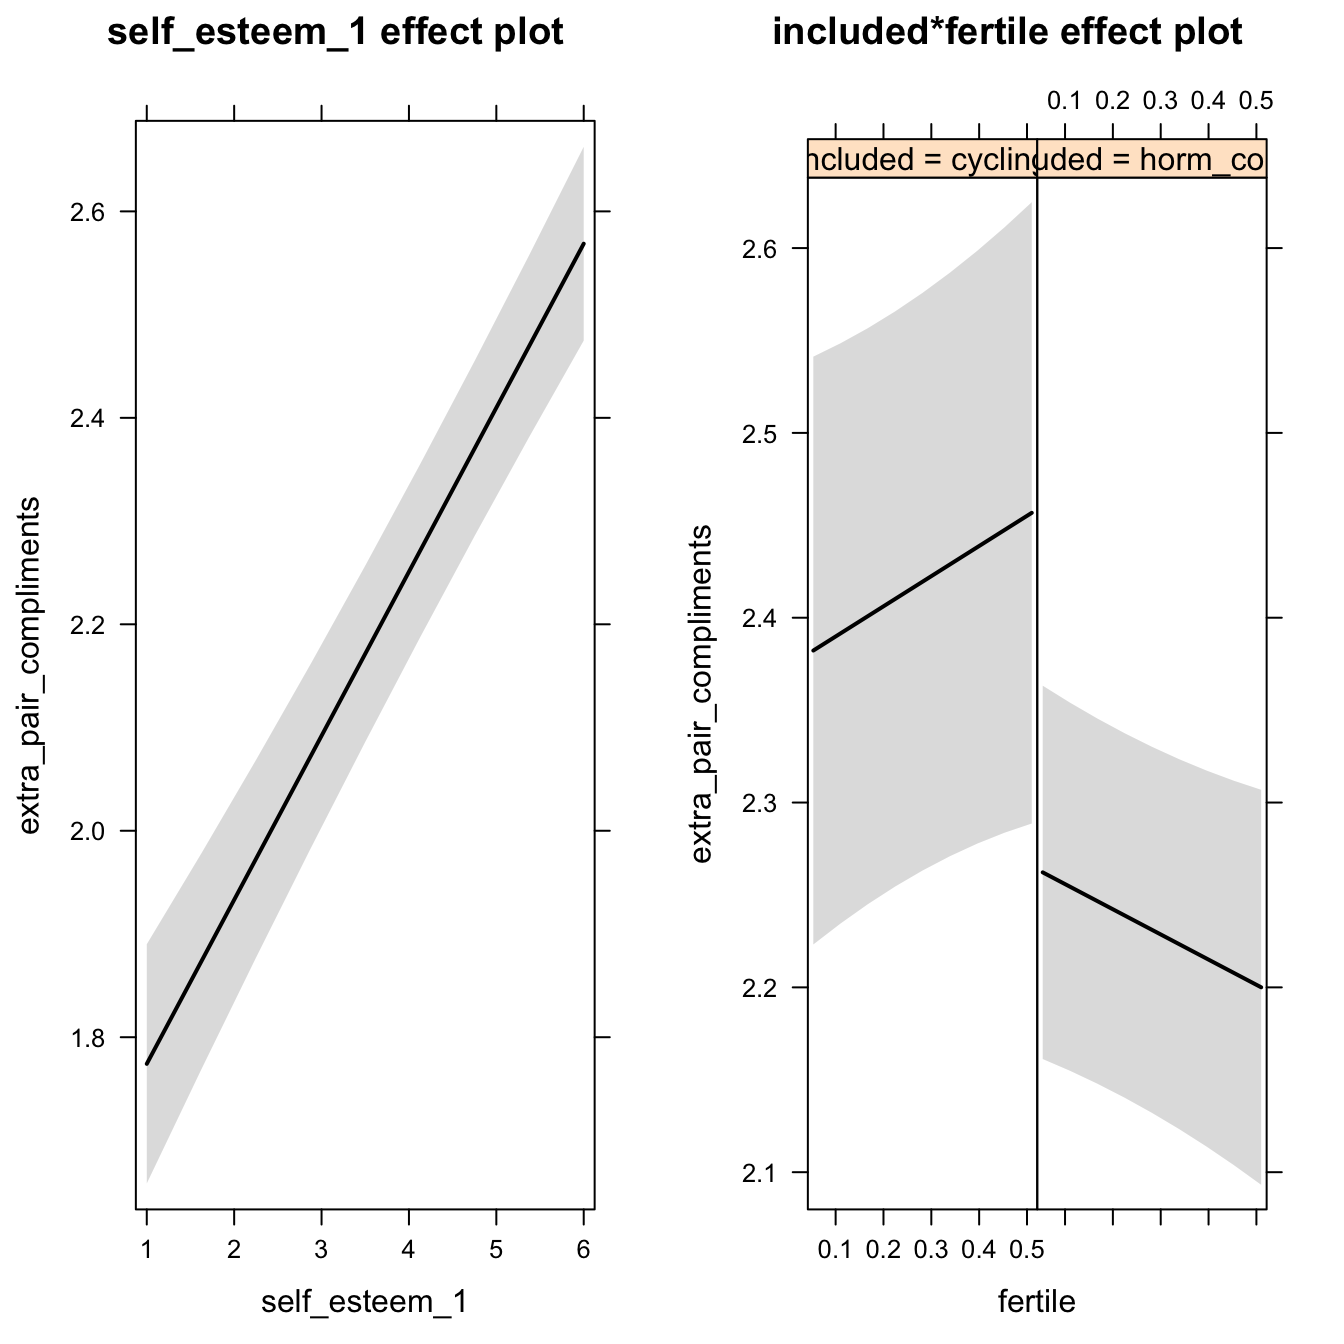 self_esteem_1 effect plot
extra_pair_compliments
2.6
2.4
2.2
2.0
1.8
1 2 3 4 5 6
self_esteem_1
included*fertile effect plot
0.1 0.2 0.3 0.4 0.5
ncluded = cycling
uded = horm_co
extra_pair_compliments
2.6
2.5
2.4
2.3
2.2
2.1
0.1 0.2 0.3 0.4 0.5
fertile